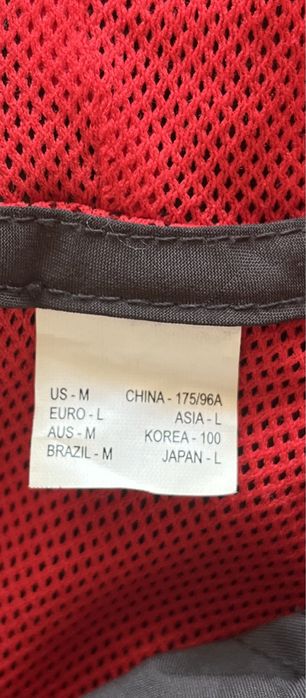 US - M CHINA - 175/96A
EURO - L ASIA - L
AUS - M KOREA - 100
BRAZIL - M JAPAN - L